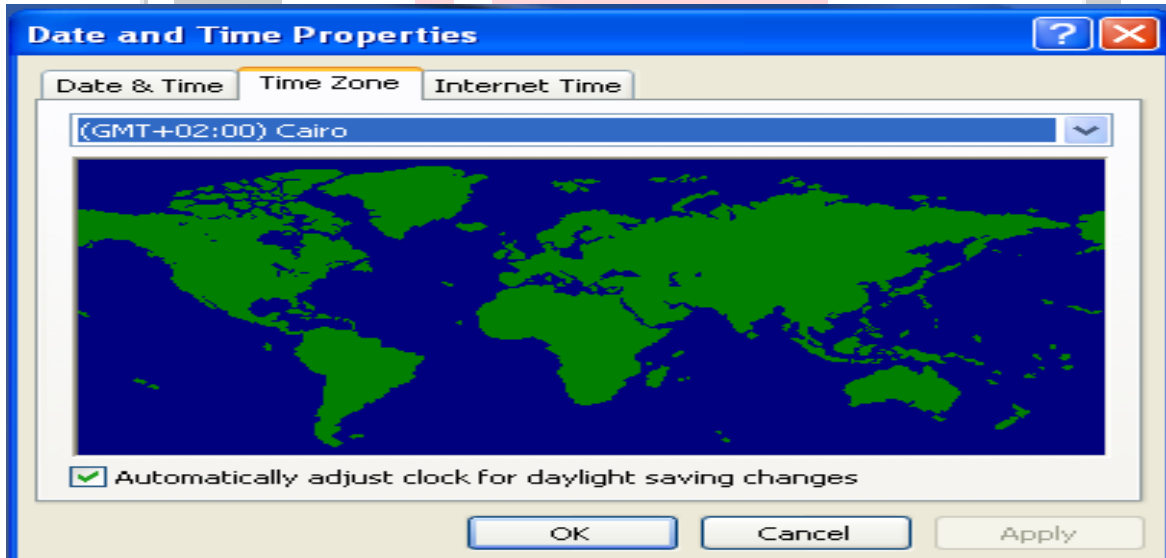 Date and Time Properties
Date & Time Time Zone Internet Time
(GMT+02:00) Cairo
Automatically adjust clock for daylight saving changes
OK Cancel Apply